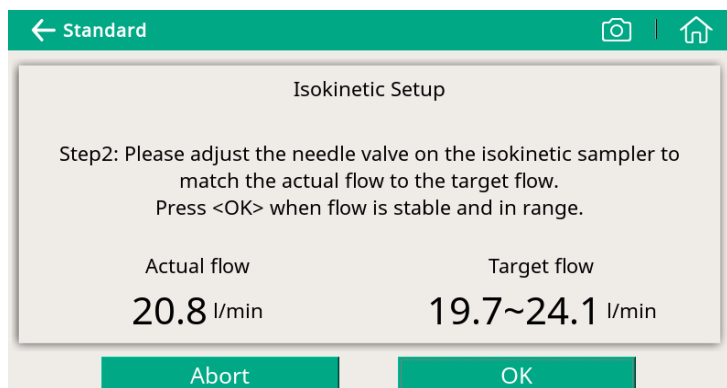 Standard
Isokinetic Setup
Step2: Please adjust the needle valve on the isokinetic sampler to
match the actual flow to the target flow.
Press <OK> when flow is stable and in range.
Actual flow Target flow
20.8 l/min 19.7~24.1 l/min
Abort OK